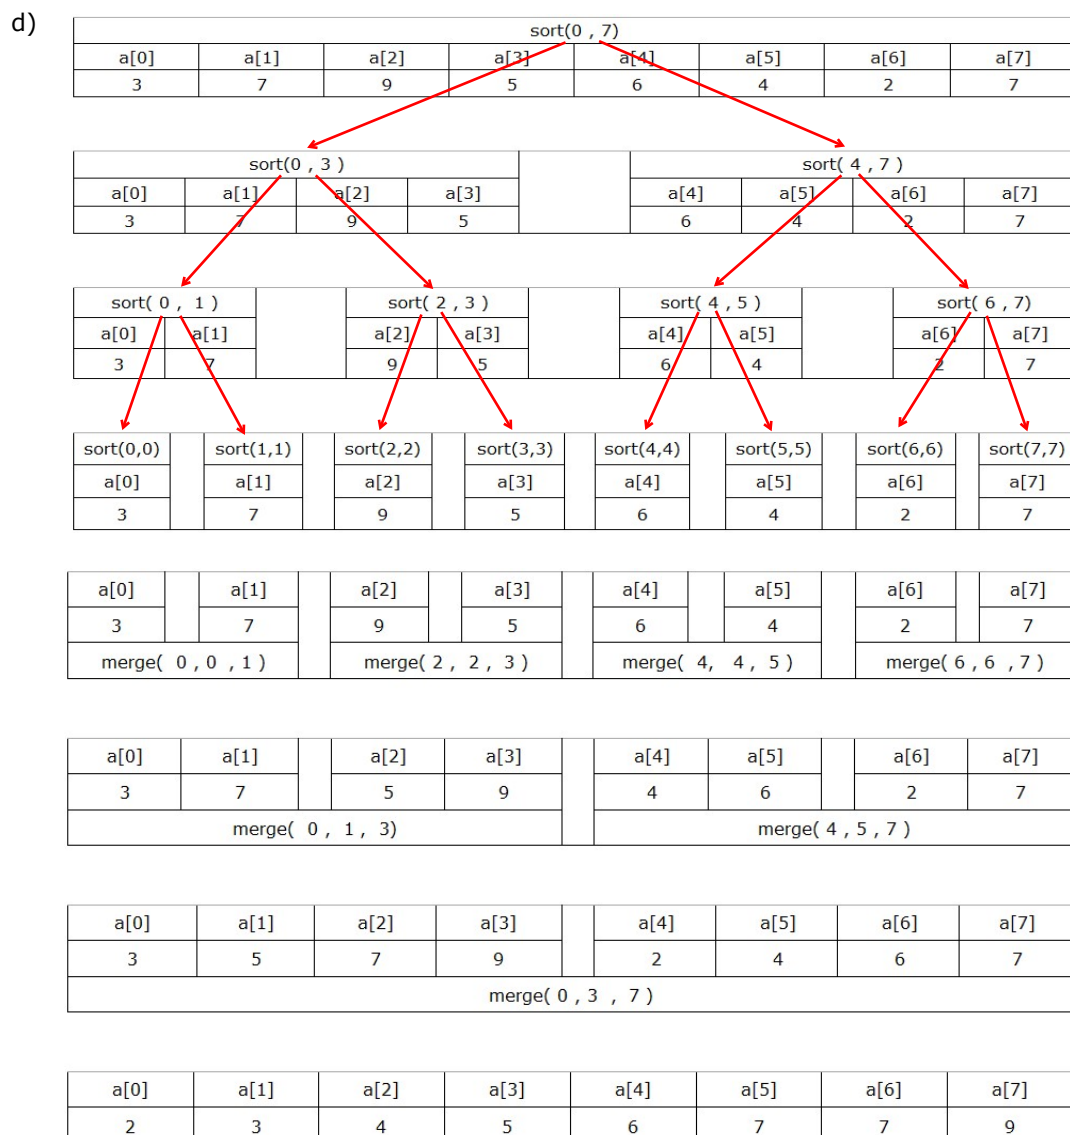 d)
sort(0 , 7)
a[0] a[1] a[2] a[3] a[4] a[5] a[6] a[7]
3 7 9 5 6 4 2 7
sort(0 , 3 ) sort( 4 , 7 )
a[0] a[1] a[2] a[3] a[4] a[5] a[6] a[7]
3 7 9 5 6 4 2 7
sort( 0 , 1 ) sort( 2 , 3 ) sort( 4 , 5 ) sort( 6 , 7)
a[0] a[1] a[2] a[3] a[4] a[5] a[6] a[7]
3 7 9 5 6 4 2 7
sort(0,0) sort(1,1) sort(2,2) sort(3,3) sort(4,4) sort(5,5) sort(6,6) sort(7,7)
a[0] a[1] a[2] a[3] a[4] a[5] a[6] a[7]
3 7 9 5 6 4 2 7
a[0] a[1] a[2] a[3] a[4] a[5] a[6] a[7]
3 7 9 5 6 4 2 7
merge( 0,0 ,1 ) merge( 2 , 2 , 3 ) merge( 4, 4 , 5 ) merge( 6 , 6 ,7 )
a[0] a[1] a[2] a[3] a[4] a[5] a[6] a[7]
3 7 5 9 4 6 2 7
merge( 0 , 1 , 3) merge( 4 , 5 , 7 )
a[0] a[1] a[2] a[3] a[4] a[5] a[6] a[7]
3 5 7 9 2 4 6 7
merge( 0 , 3 , 7 )
a[0] a[1] a[2] a[3] a[4] a[5] a[6] a[7]
2 3 4 5 6 7 7 9